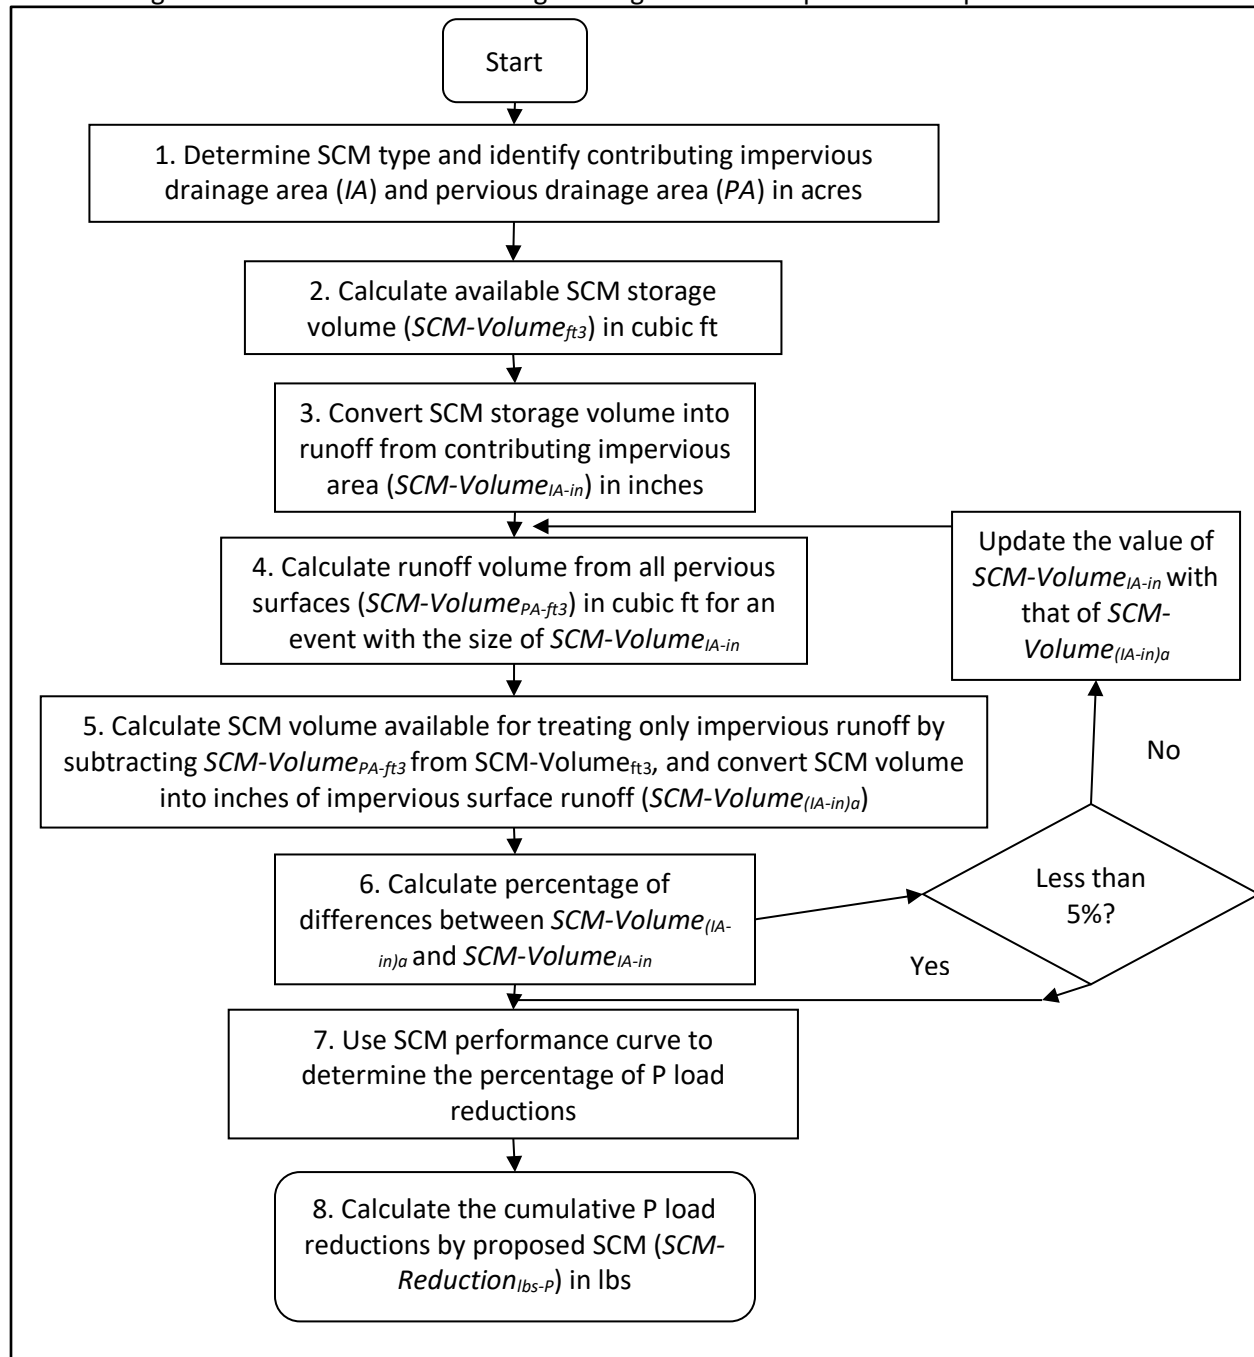 Start
1. Determine SCM type and identify contributing impervious
drainage area (IA) and pervious drainage area (PA) in acres
2. Calculate available SCM storage
volume (SCM-Volumeft3) in cubic ft
3. Convert SCM storage volume into
runoff from contributing impervious
area (SCM-VolumeIA-in) in inches
4. Calculate runoff volume from all pervious
surfaces (SCM-VolumePA-ft3) in cubic ft for an
event with the size of SCM-VolumeIA-in
Update the value of
SCM-VolumeIA-in with
that of SCM-
Volume(IA-in)a
5. Calculate SCM volume available for treating only impervious runoff by
subtracting SCM-VolumePA-ft3 from SCM-Volumeft3, and convert SCM volume
into inches of impervious surface runoff (SCM-Volume(IA-in)a)
No
6. Calculate percentage of
differences between SCM-Volume(IA-
in)a and SCM-VolumeIA-in
Less than
5%?
Yes
7. Use SCM performance curve to
determine the percentage of P load
reductions
8. Calculate the cumulative P load
reductions by proposed SCM (SCM-
Reductionlbs-P) in lbs